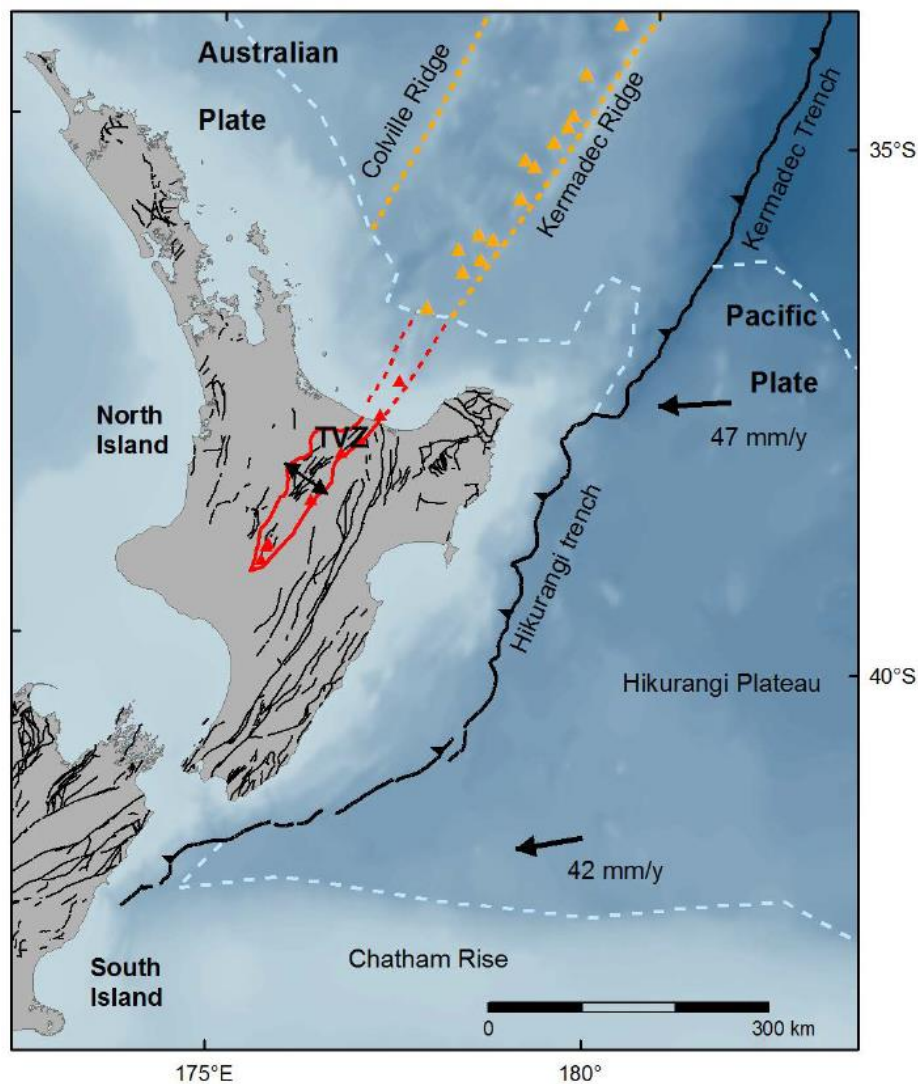 Australian
Plate
Colville Ridge
Kermadec Ridge
Kermadec Trench
35°S
Pacific
Plate
47 mm/y
North
Island
TVZ
Hikurangi trench
Hikurangi Plateau
40°S
42 mm/y
Chatham Rise
South
Island
0
300 km
175°E
180°